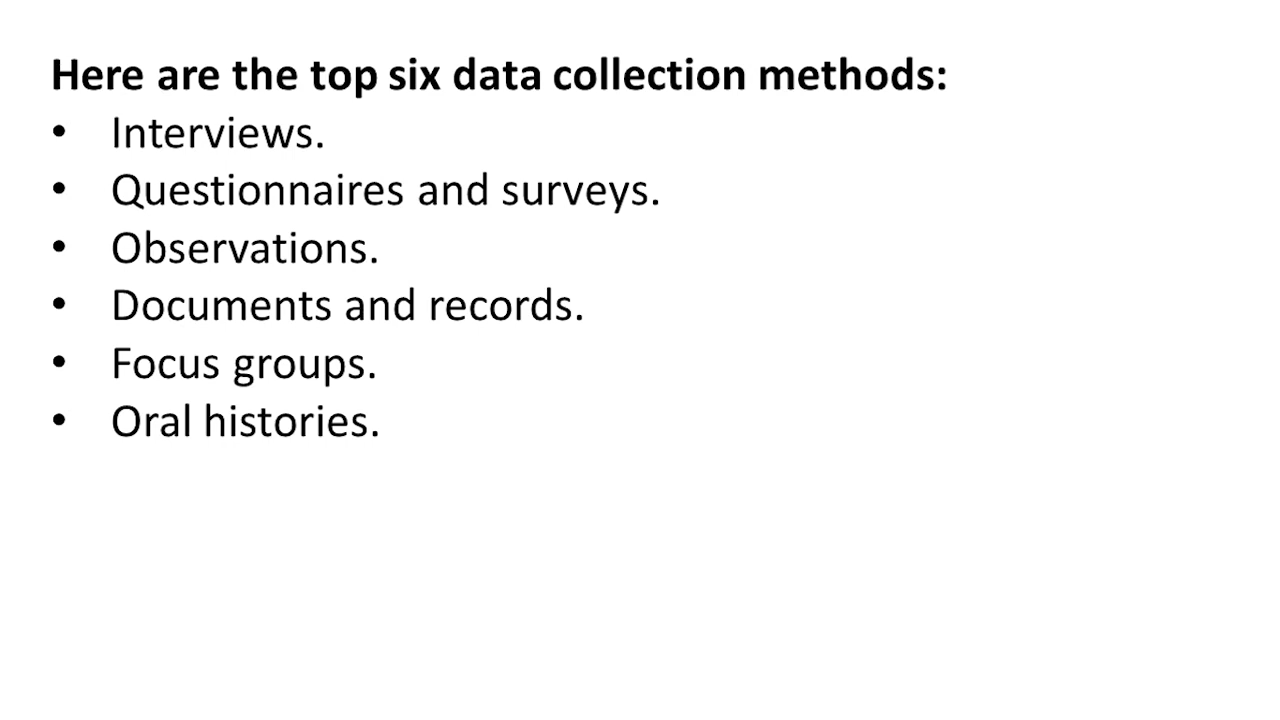 Here are the top six data collection methods:
• Interviews.
• Questionnaires and surveys.
• Observations.
• Documents and records.
• Focus groups.
• Oral histories.